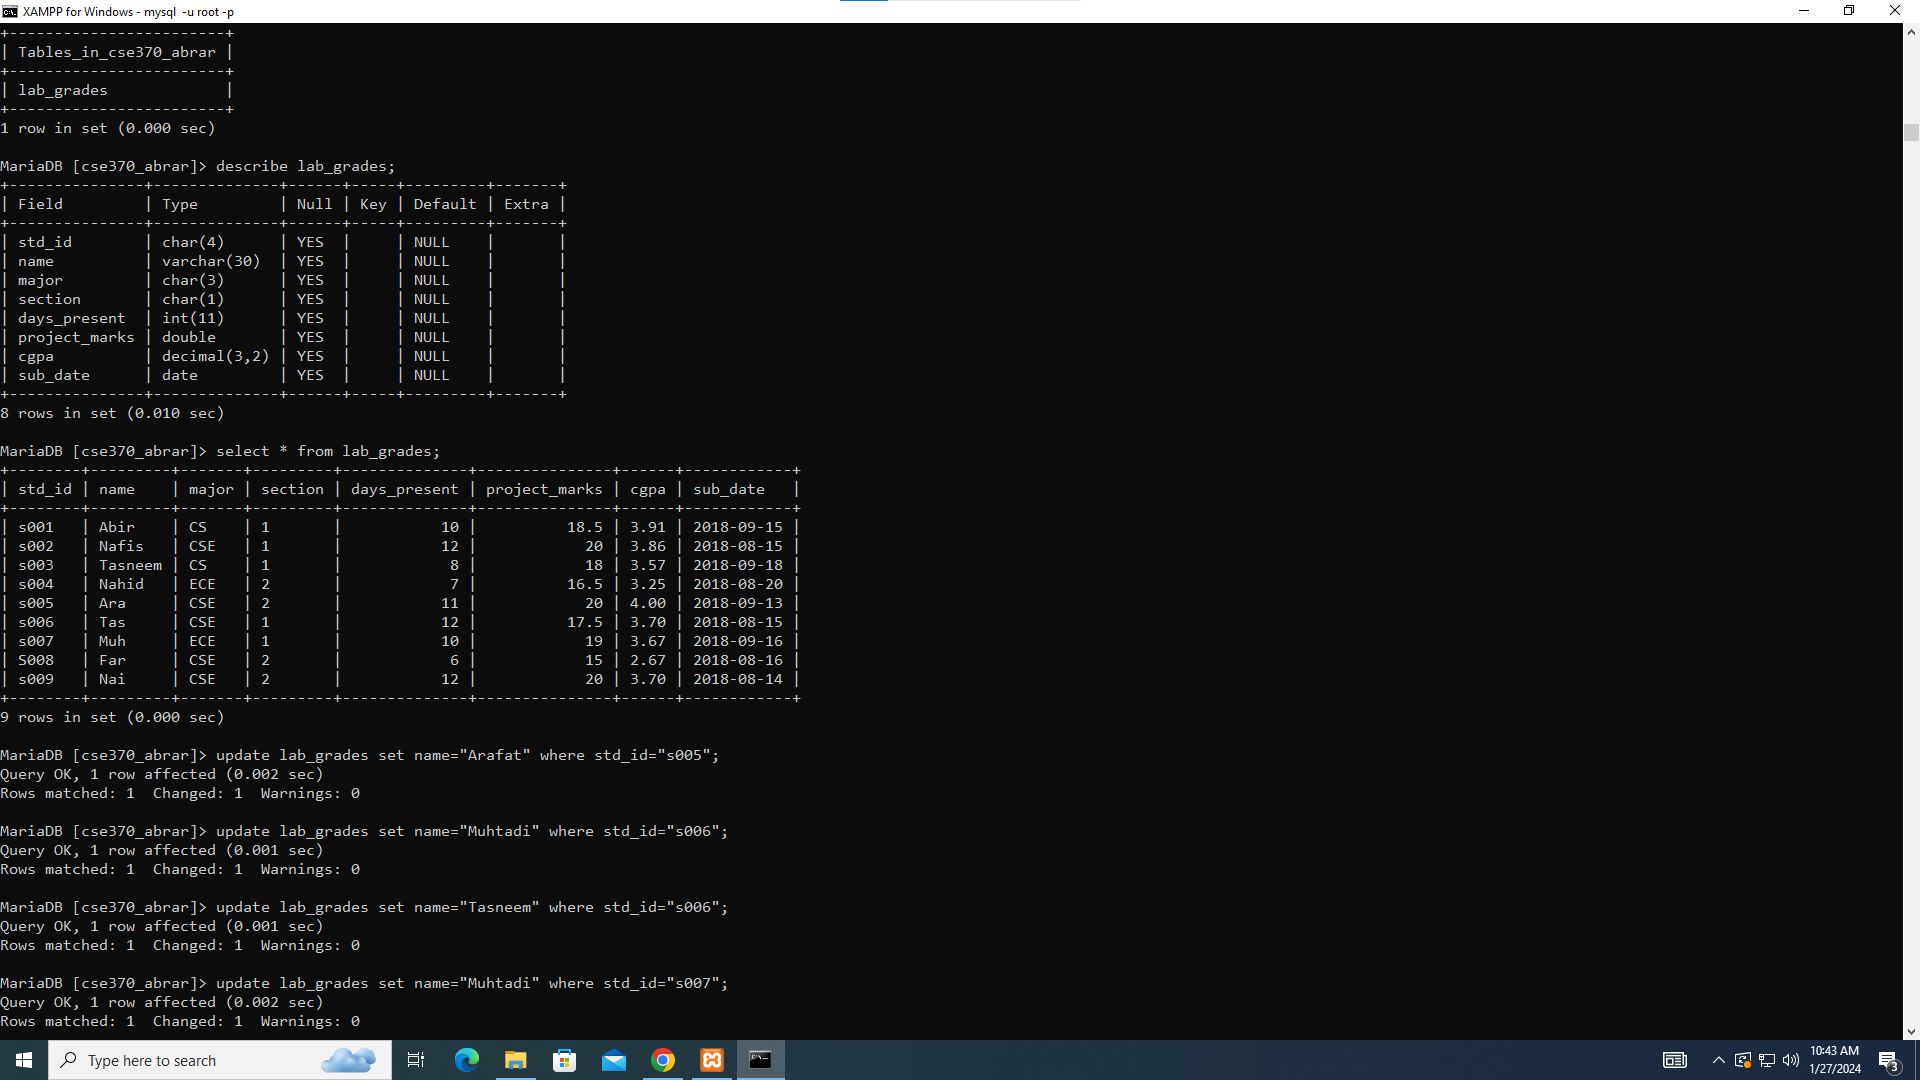 XAMPP for Windows - mysql -u root -p
+------------------------+
| Tables_in_cse370_abrar |
+------------------------+
| lab_grades             |
+------------------------+
1 row in set (0.000 sec)

MariaDB [cse370_abrar]> describe lab_grades;
+---------------+--------------+------+-----+---------+-------+
| Field         | Type         | Null | Key | Default | Extra |
+---------------+--------------+------+-----+---------+-------+
| std_id        | char(4)      | YES  |     | NULL    |       |
| name          | varchar(30)  | YES  |     | NULL    |       |
| major         | char(3)      | YES  |     | NULL    |       |
| section       | char(1)      | YES  |     | NULL    |       |
| days_present  | int(11)      | YES  |     | NULL    |       |
| project_marks | double       | YES  |     | NULL    |       |
| cgpa          | decimal(3,2) | YES  |     | NULL    |       |
| sub_date      | date         | YES  |     | NULL    |       |
+---------------+--------------+------+-----+---------+-------+
8 rows in set (0.010 sec)

MariaDB [cse370_abrar]> select * from lab_grades;
+--------+---------+-------+---------+--------------+---------------+------+------------+
| std_id | name    | major | section | days_present | project_marks | cgpa | sub_date   |
+--------+---------+-------+---------+--------------+---------------+------+------------+
| s001   | Abir    | CS    | 1       |           10 |          18.5 | 3.91 | 2018-09-15 |
| s002   | Nafis   | CSE   | 1       |           12 |            20 | 3.86 | 2018-08-15 |
| s003   | Tasneem | CS    | 1       |            8 |            18 | 3.57 | 2018-09-18 |
| s004   | Nahid   | ECE   | 2       |            7 |          16.5 | 3.25 | 2018-08-20 |
| s005   | Ara     | CSE   | 2       |           11 |            20 | 4.00 | 2018-09-13 |
| s006   | Tas     | CSE   | 1       |           12 |          17.5 | 3.70 | 2018-08-15 |
| s007   | Muh     | ECE   | 1       |           10 |            19 | 3.67 | 2018-09-16 |
| S008   | Far     | CSE   | 2       |            6 |            15 | 2.67 | 2018-08-16 |
| s009   | Nai     | CSE   | 2       |           12 |            20 | 3.70 | 2018-08-14 |
+--------+---------+-------+---------+--------------+---------------+------+------------+
9 rows in set (0.000 sec)

MariaDB [cse370_abrar]> update lab_grades set name="Arafat" where std_id="s005";
Query OK, 1 row affected (0.002 sec)
Rows matched: 1  Changed: 1  Warnings: 0

MariaDB [cse370_abrar]> update lab_grades set name="Muhtadi" where std_id="s006";
Query OK, 1 row affected (0.001 sec)
Rows matched: 1  Changed: 1  Warnings: 0

MariaDB [cse370_abrar]> update lab_grades set name="Tasneem" where std_id="s006";
Query OK, 1 row affected (0.001 sec)
Rows matched: 1  Changed: 1  Warnings: 0

MariaDB [cse370_abrar]> update lab_grades set name="Muhtadi" where std_id="s007";
Query OK, 1 row affected (0.002 sec)
Rows matched: 1  Changed: 1  Warnings: 0
Type here to search
10:43 AM
1/27/2024
3